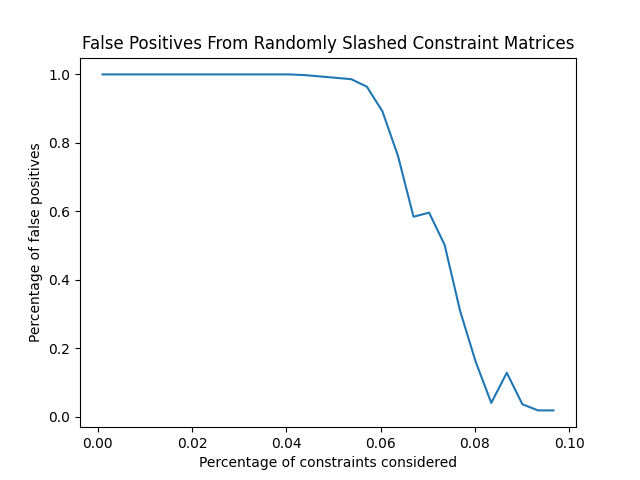 False Positives From Randomly Slashed Constraint Matrices
1.0
0.8
0.6
0.4
0.2
0.0
Percentage of false positives
0.00 0.02 0.04 0.06 0.08 0.10
Percentage of constraints considered